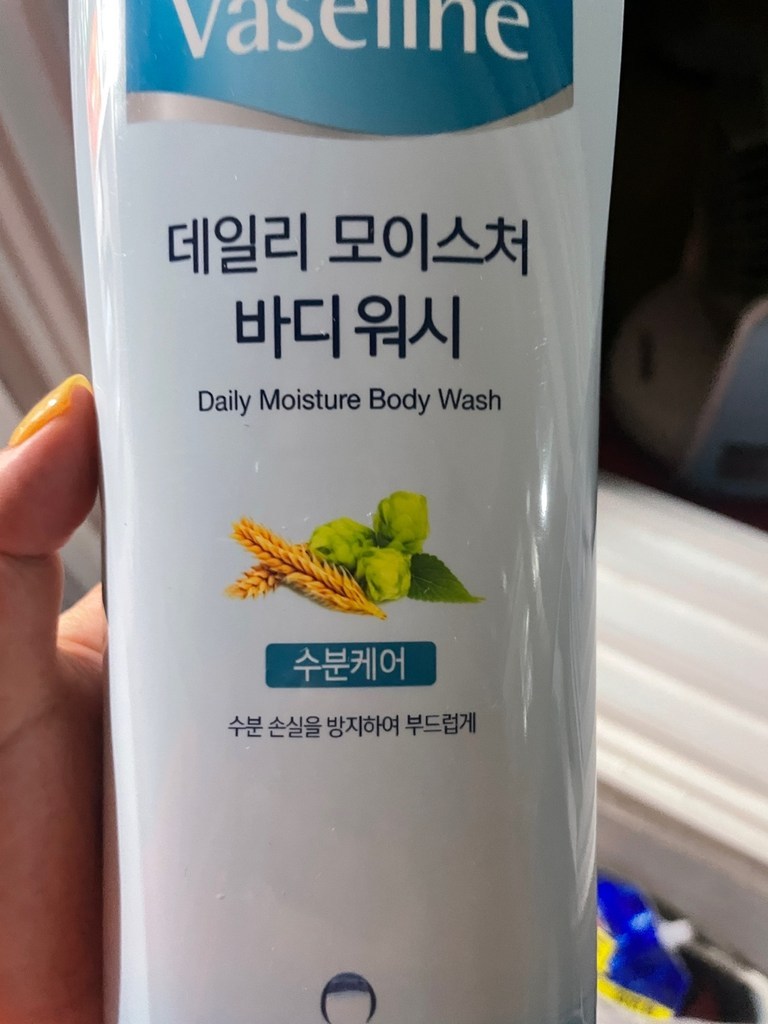 Vaseline
데일리 모이스처
바디 워시
Daily Moisture Body Wash
수분케어
수분 손실을 방지하여 부드럽게